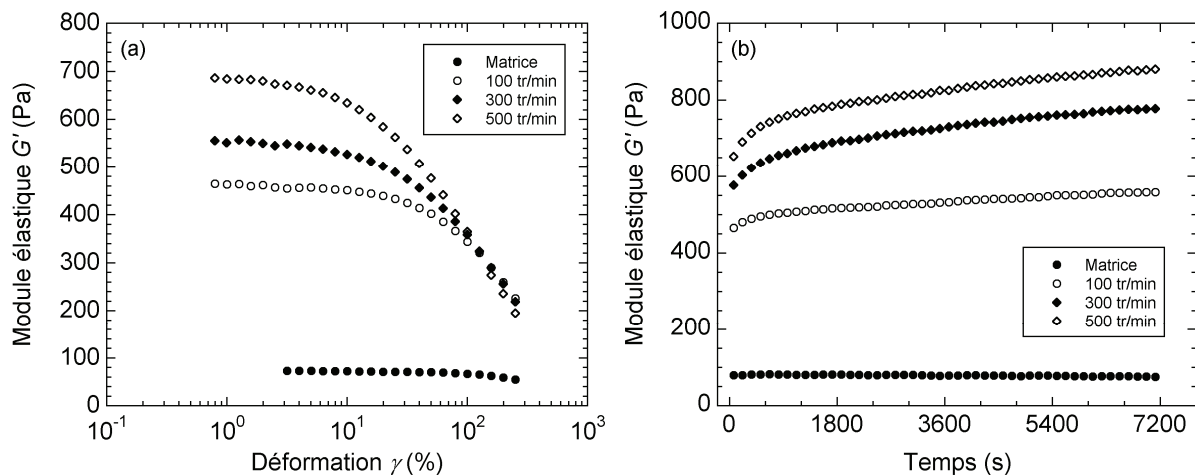 (a)
Module élastique G' (Pa)
800
700
600
500
400
300
200
100
0
Matrice
100 tr/min
300 tr/min
500 tr/min
10⁻¹ 10⁰ 10¹ 10² 10³
Déformation γ (%)
(b)
Module élastique G' (Pa)
1000
800
600
400
200
0
Matrice
100 tr/min
300 tr/min
500 tr/min
0 1800 3600 5400 7200
Temps (s)